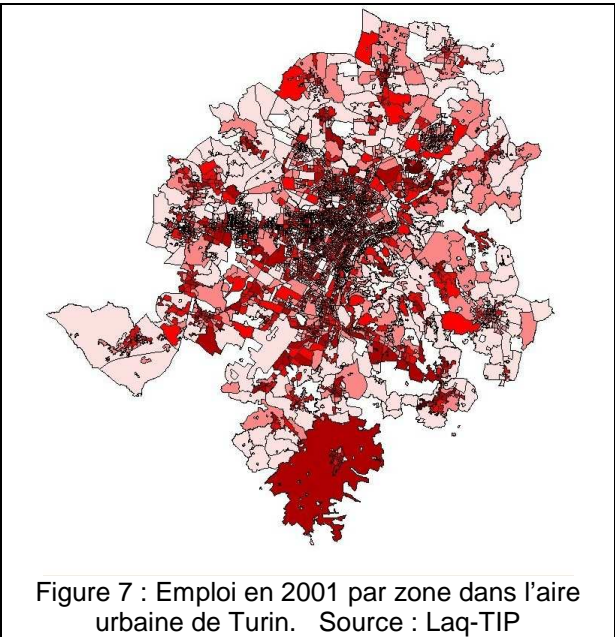 Figure 7 : Emploi en 2001 par zone dans l'aire
urbaine de Turin.   Source : Laq-TIP